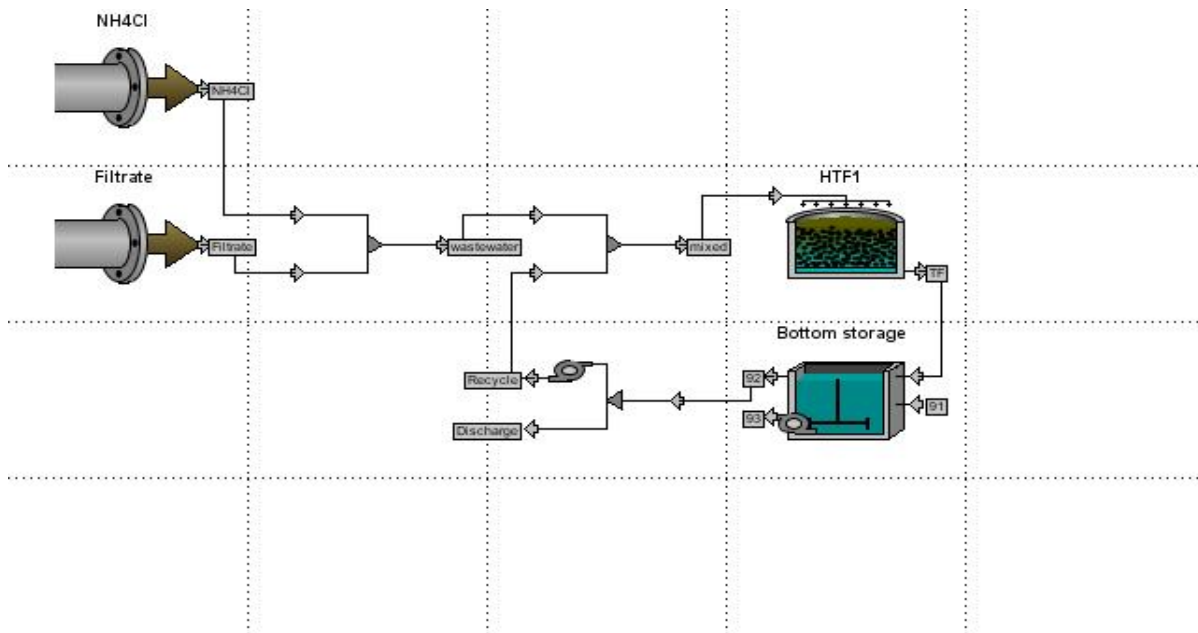 NH4Cl
NH4Cl
Filtrate
HTF1
Filtrate
wastewater
mixed
TF
Bottom storage
Recycle
92
91
93
Discharge